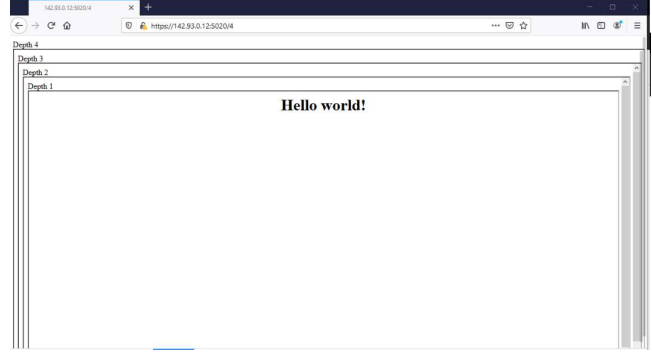 142.93.0.12:5020/4
https://142.93.0.12:5020/4
Depth 4
Depth 3
Depth 2
Depth 1
Hello world!